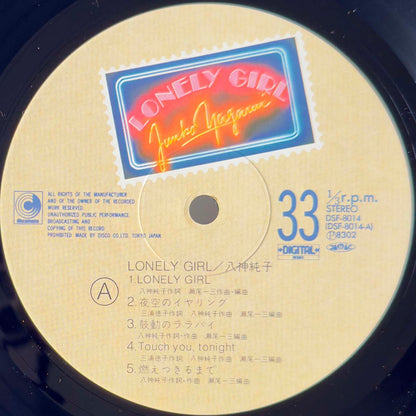 LONELY GIRL
Junko Yagami
Discomate
ALL RIGHTS OF THE MANUFACTURER
AND OF THE OWNER OF THE RECORDED
WORK RESERVED.
UNAUTHORIZED PUBLIC PERFORMANCE.
BROADCASTING AND
COPYING OF THIS RECORD
PROHIBITED MADE BY DISCO CO.LTD. TOKYO JAPAN.
33 1/3 r.p.m.
STEREO
DSF-8014
(DSF-8014-A)
Ⓟ8302
DIGITAL
LONELY GIRL／八神純子
A
1.LONELY GIRL
八神純子作詞 瀬尾一三作曲・編曲
2.夜空のイヤリング
三浦徳子作詞 八神純子作曲 瀬尾一三編曲
3.鼓動のララバイ
八神純子作詞・作曲 瀬尾一三編曲
4.Touch you, tonight
三浦徳子作詞 八神純子作曲 瀬尾一三編曲
5.燃えつきるまで
八神純子作詞・作曲 瀬尾一三編曲